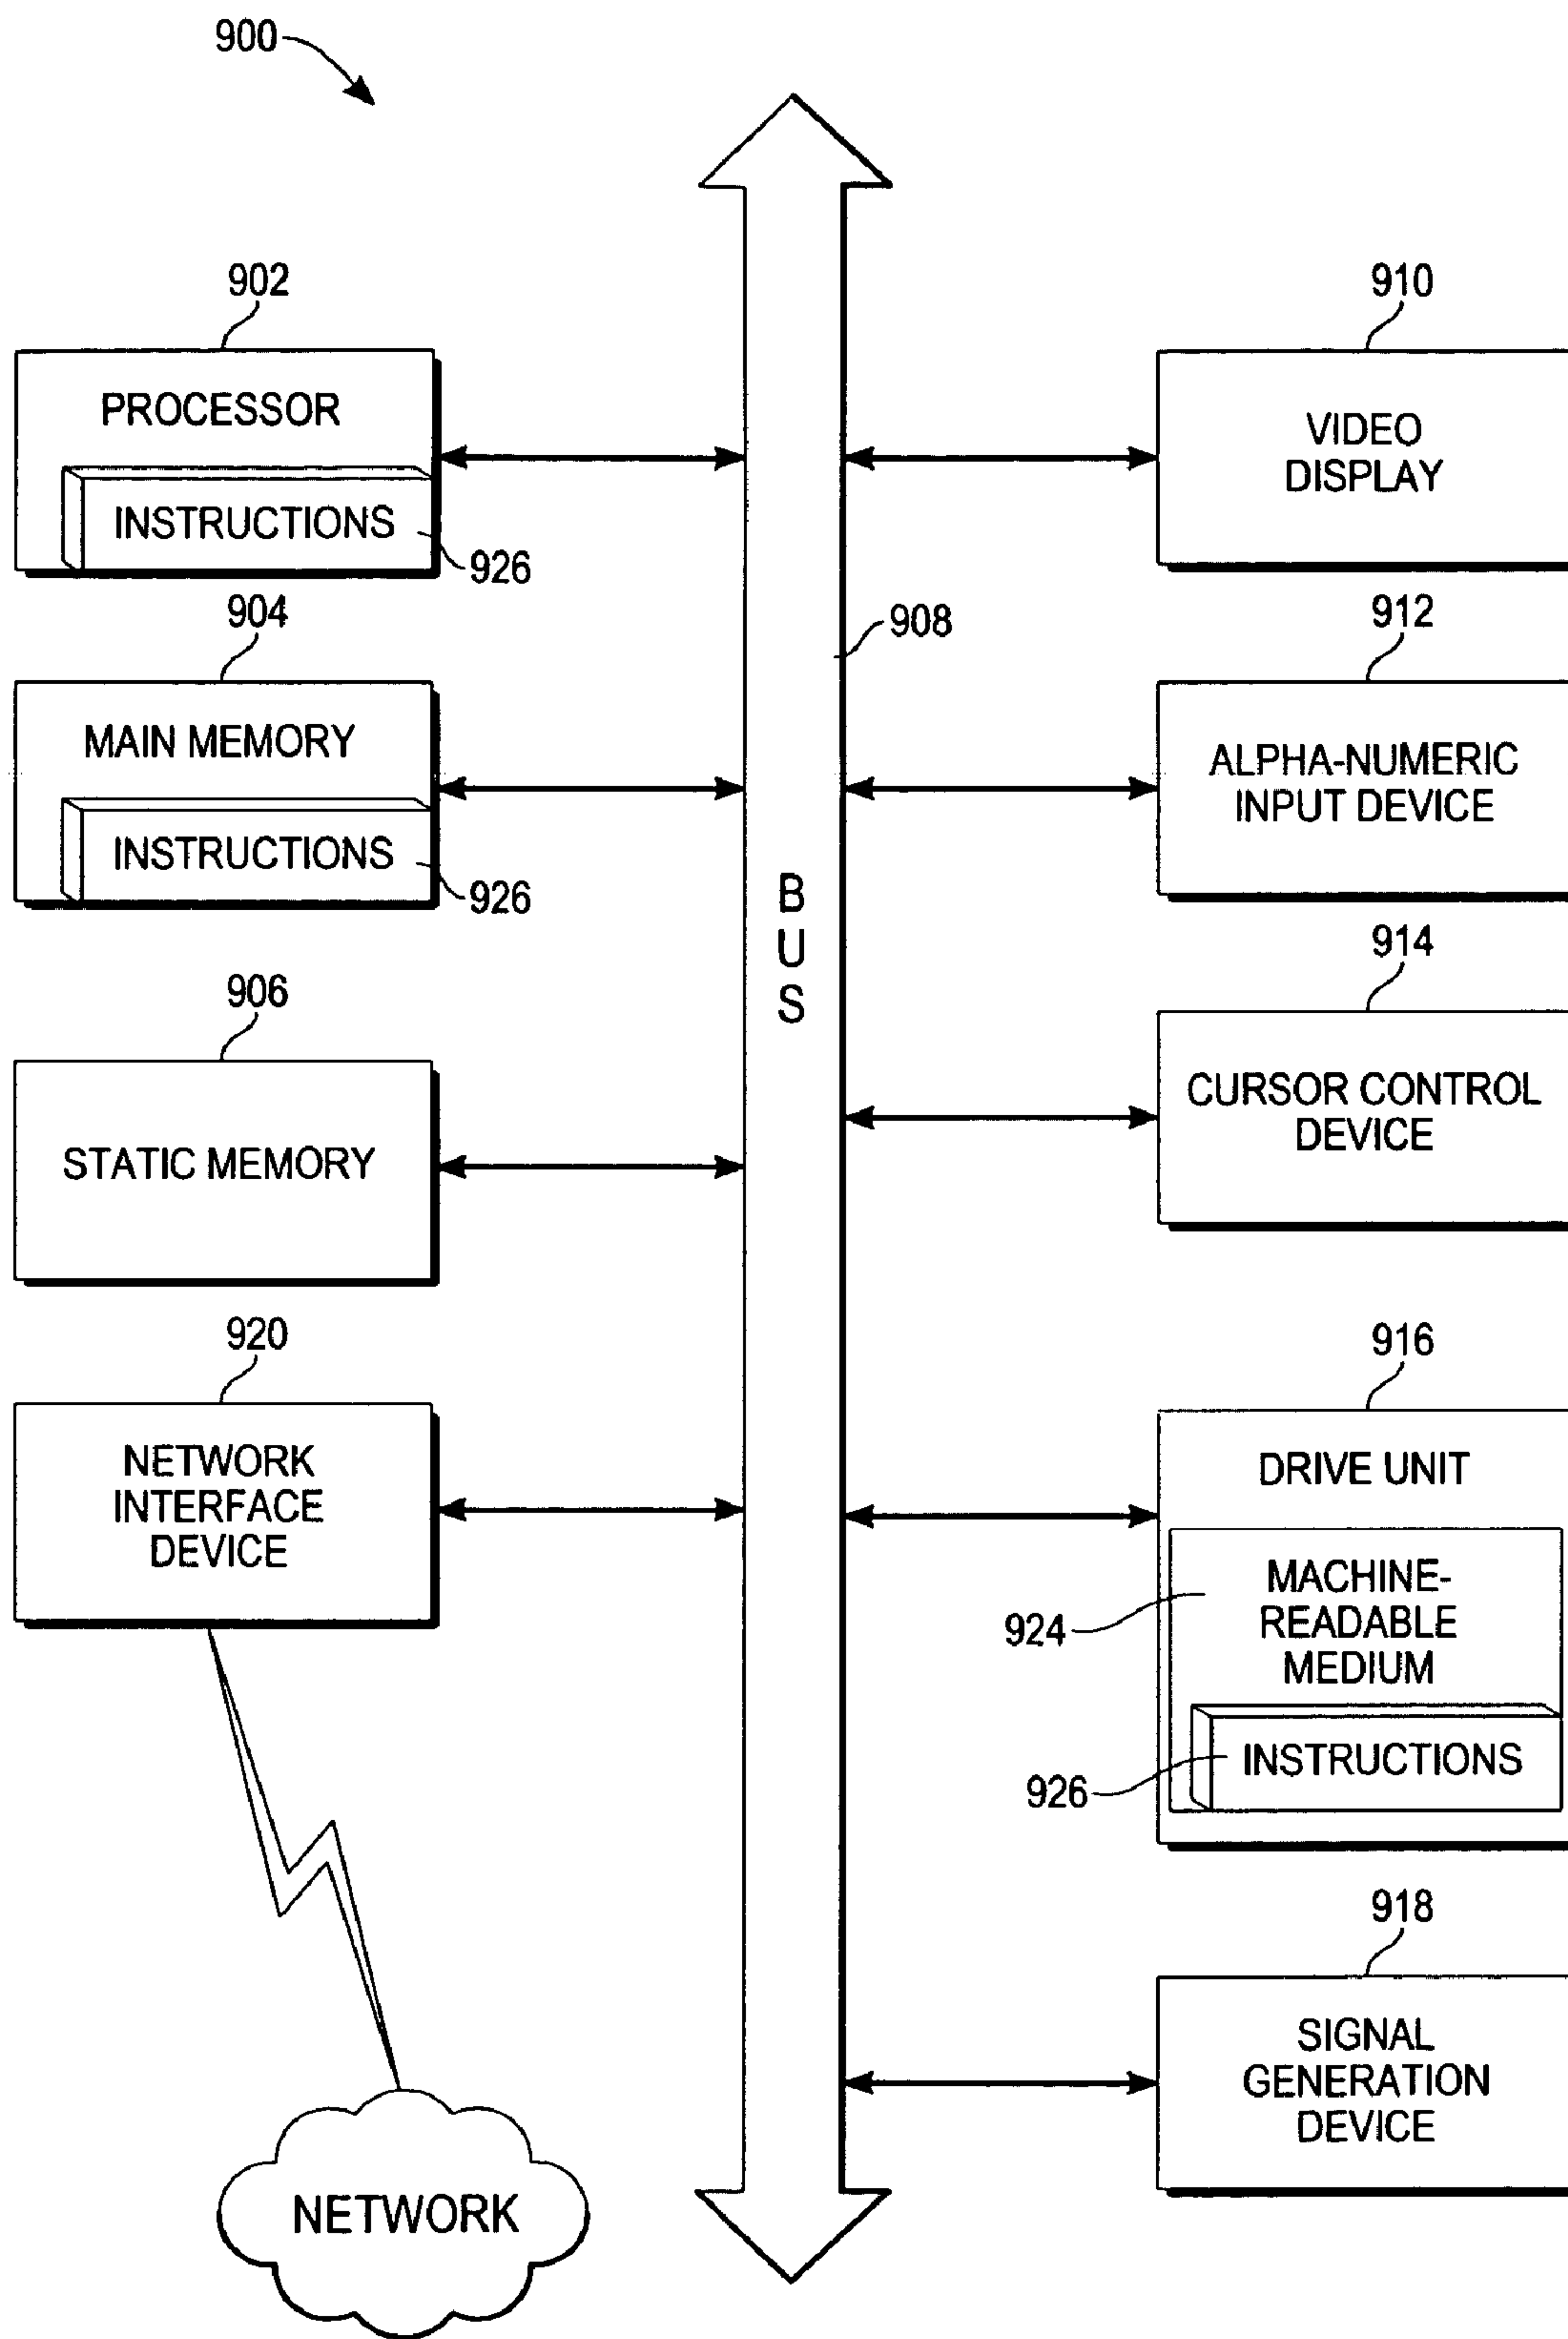 900
902
PROCESSOR
INSTRUCTIONS
926
904
MAIN MEMORY
INSTRUCTIONS
926
906
STATIC MEMORY
920
NETWORK
INTERFACE
DEVICE
NETWORK
908
B
U
S
910
VIDEO
DISPLAY
912
ALPHA-NUMERIC
INPUT DEVICE
914
CURSOR CONTROL
DEVICE
916
DRIVE UNIT
924
MACHINE-
READABLE
MEDIUM
926
INSTRUCTIONS
918
SIGNAL
GENERATION
DEVICE